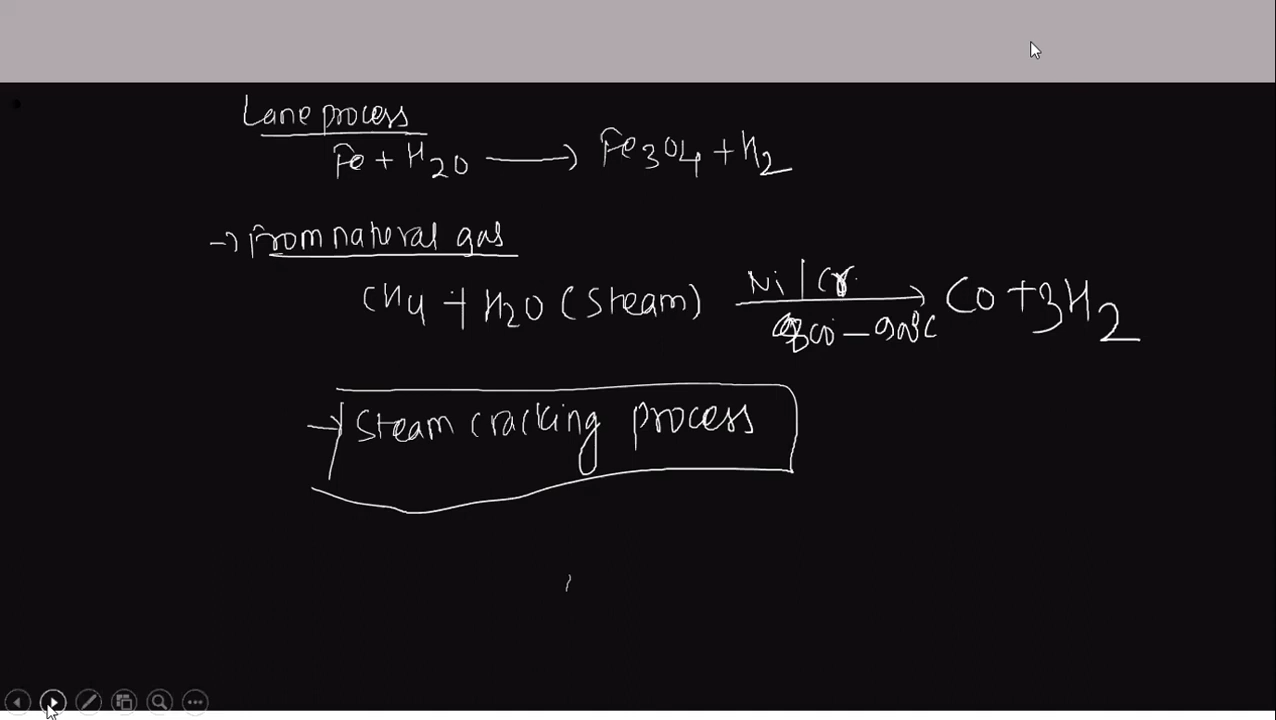 Lane process
Fe + H2O → Fe3O4 + H2
→ From natural gas
CH4 + H2O (Steam) Ni/Cr → CO + 3H2
– 900°C
→ Steam cracking process